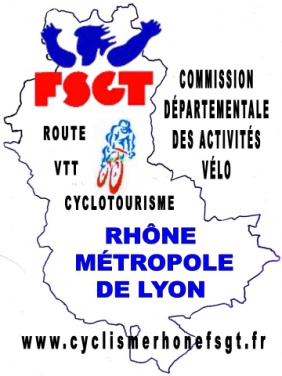 FSGT
COMMISSION
DÉPARTEMENTALE
DES ACTIVITÉS
VÉLO
ROUTE
VTT
CYCLOTOURISME
RHÔNE
MÉTROPOLE
DE LYON
www.cyclismerhonefsgt.fr